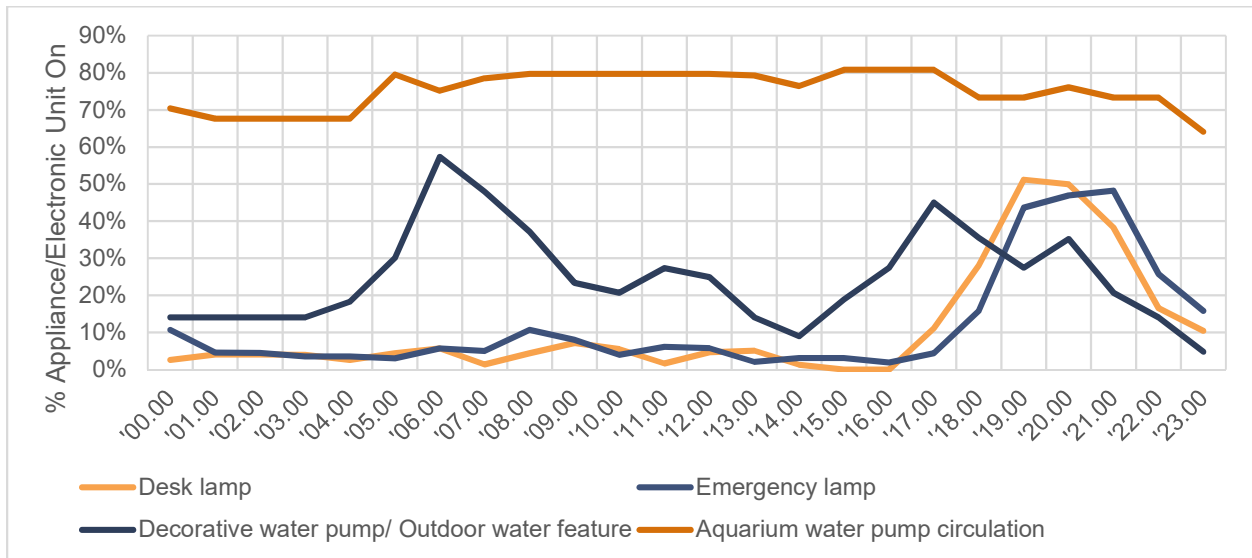 % Appliance/Electronic Unit On
90%
80%
70%
60%
50%
40%
30%
20%
10%
0%
'00.00 '01.00 '02.00 '03.00 '04.00 '05.00 '06.00 '07.00 '08.00 '09.00 '10.00 '11.00 '12.00 '13.00 '14.00 '15.00 '16.00 '17.00 '18.00 '19.00 '20.00 '21.00 '22.00 '23.00
Desk lamp Emergency lamp
Decorative water pump/ Outdoor water feature Aquarium water pump circulation